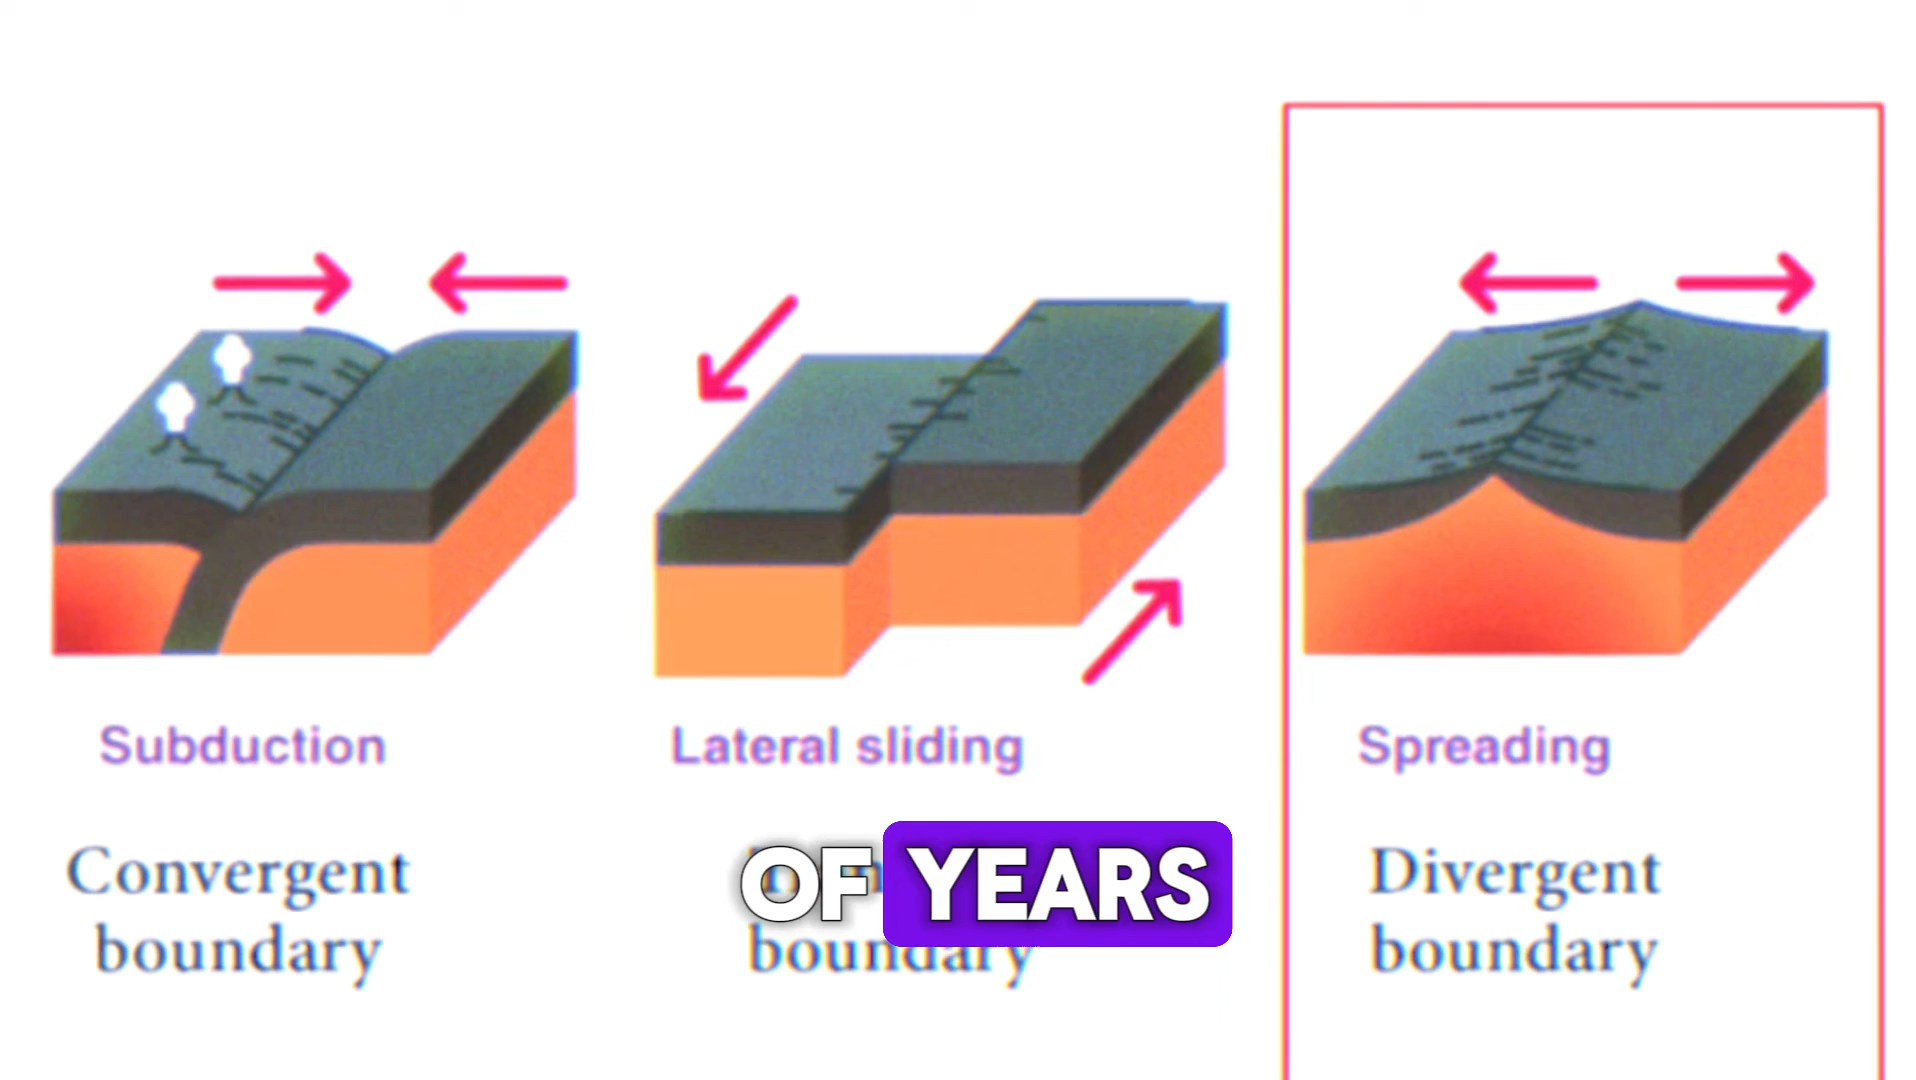 Subduction
Lateral sliding
Spreading
Convergent
boundary
boundary
Divergent
boundary
OF YEARS